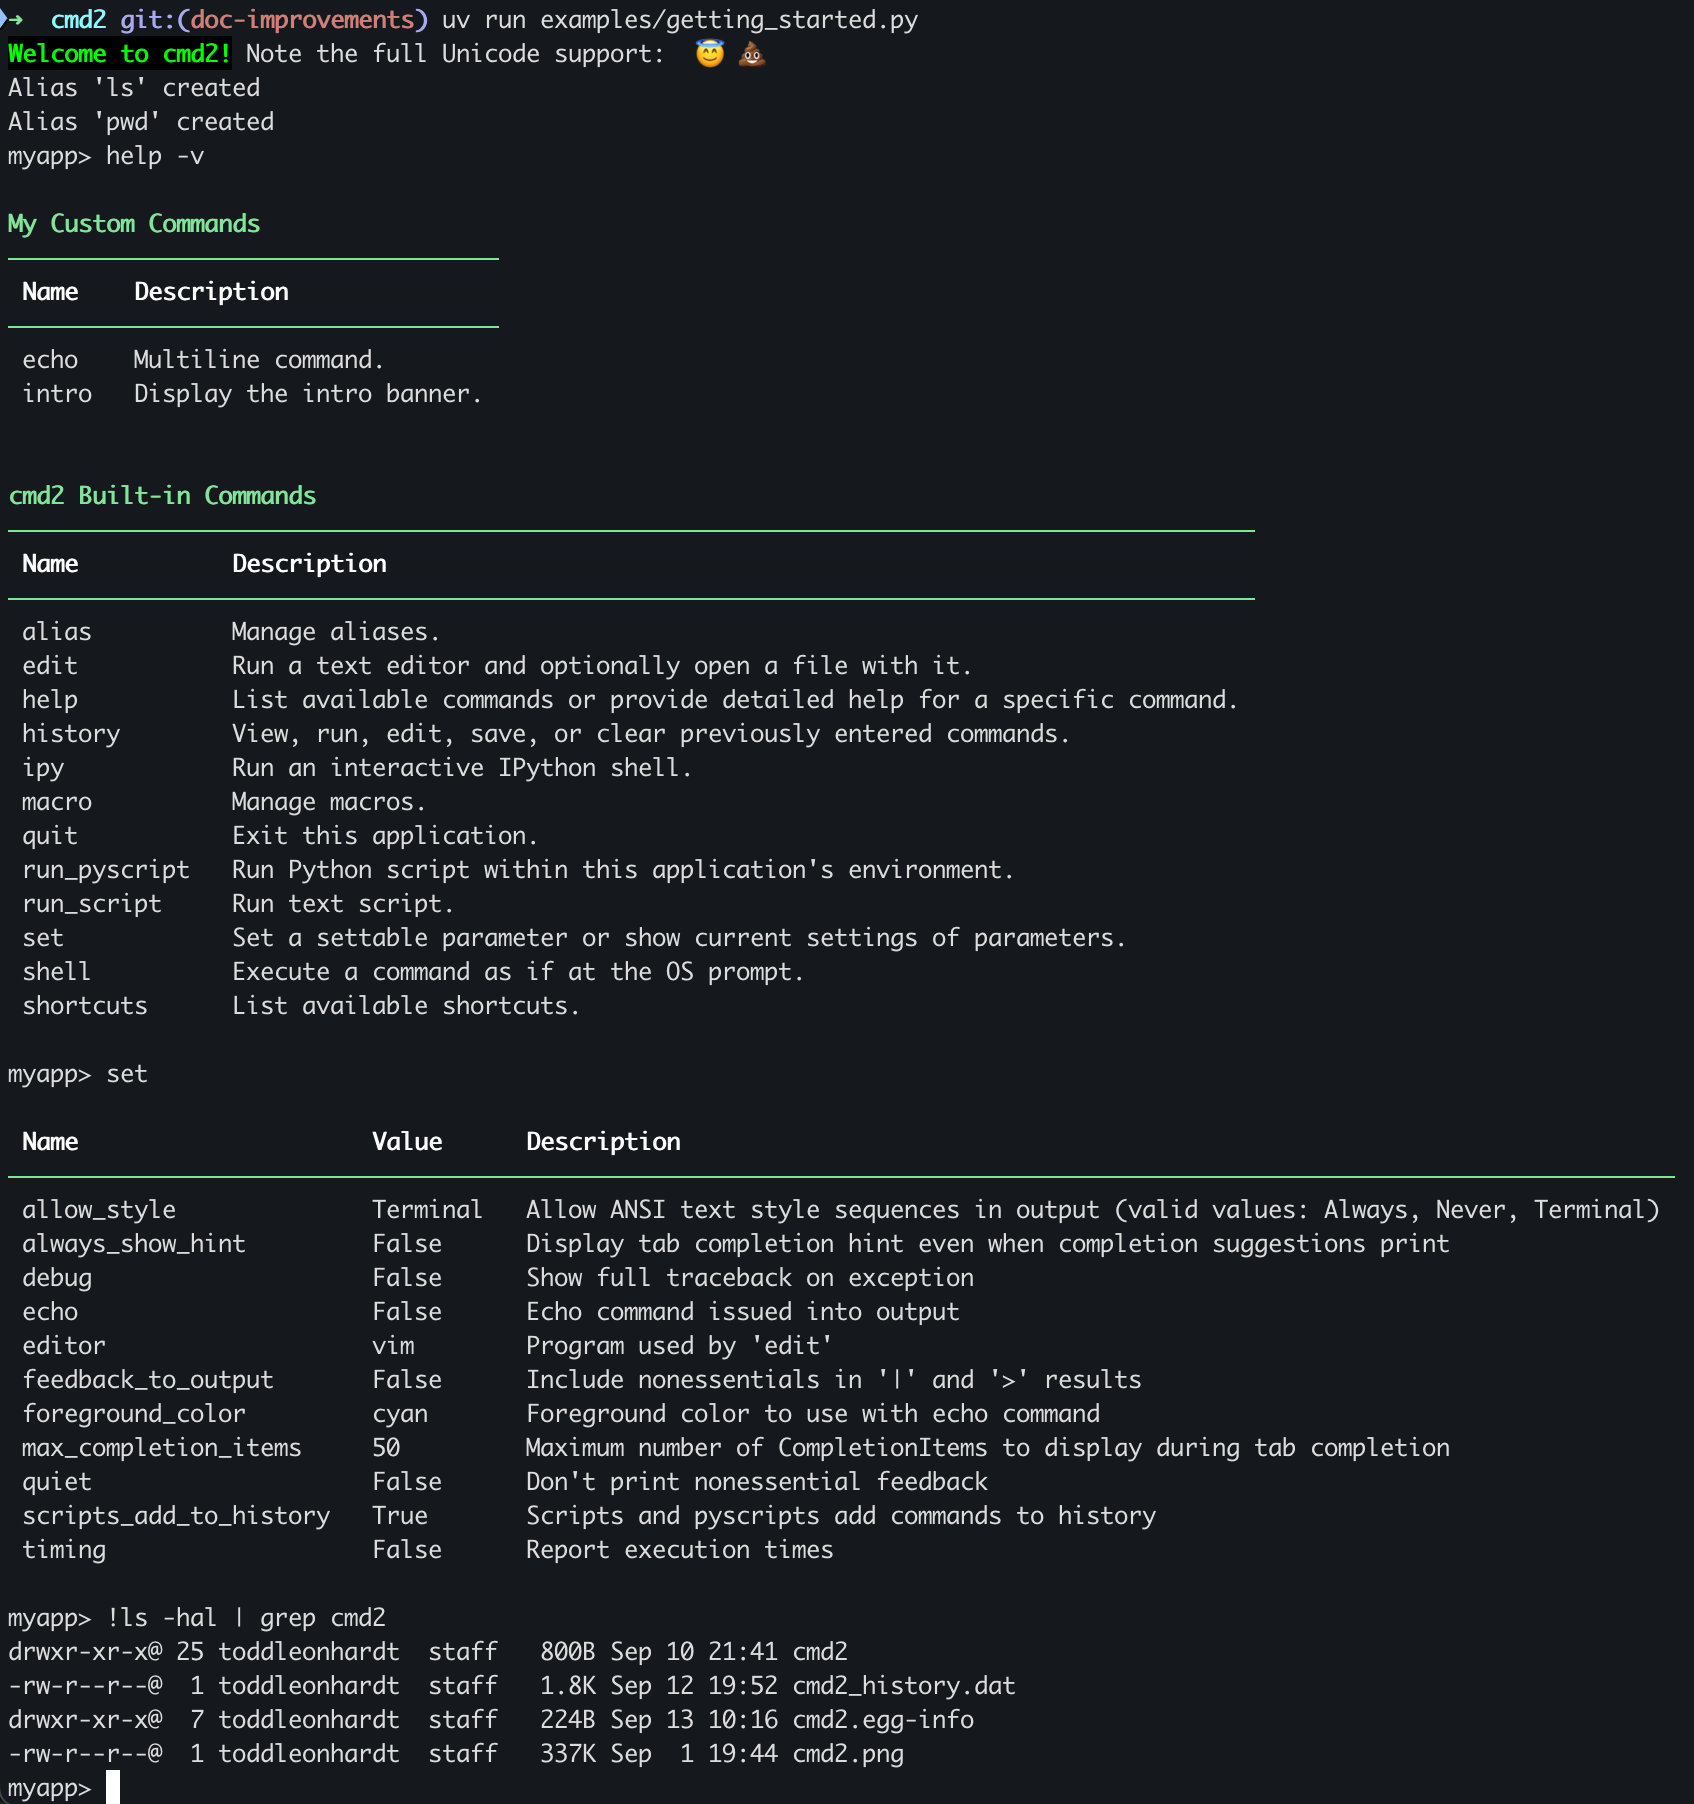 ➜  cmd2 git:(doc-improvements) uv run examples/getting_started.py
Welcome to cmd2! Note the full Unicode support:  😇 💩
Alias 'ls' created
Alias 'pwd' created
myapp> help -v
My Custom Commands
Name    Description
echo    Multiline command.
intro   Display the intro banner.
cmd2 Built-in Commands
Name           Description
alias          Manage aliases.
edit           Run a text editor and optionally open a file with it.
help           List available commands or provide detailed help for a specific command.
history        View, run, edit, save, or clear previously entered commands.
ipy            Run an interactive IPython shell.
macro          Manage macros.
quit           Exit this application.
run_pyscript   Run Python script within this application's environment.
run_script     Run text script.
set            Set a settable parameter or show current settings of parameters.
shell          Execute a command as if at the OS prompt.
shortcuts      List available shortcuts.
myapp> set
Name                     Value      Description
allow_style              Terminal   Allow ANSI text style sequences in output (valid values: Always, Never, Terminal)
always_show_hint         False      Display tab completion hint even when completion suggestions print
debug                    False      Show full traceback on exception
echo                     False      Echo command issued into output
editor                   vim        Program used by 'edit'
feedback_to_output       False      Include nonessentials in '|' and '>' results
foreground_color         cyan       Foreground color to use with echo command
max_completion_items     50         Maximum number of CompletionItems to display during tab completion
quiet                    False      Don't print nonessential feedback
scripts_add_to_history   True       Scripts and pyscripts add commands to history
timing                   False      Report execution times
myapp> !ls -hal | grep cmd2
drwxr-xr-x@ 25 toddleonhardt  staff   800B Sep 10 21:41 cmd2
-rw-r--r--@  1 toddleonhardt  staff   1.8K Sep 12 19:52 cmd2_history.dat
drwxr-xr-x@  7 toddleonhardt  staff   224B Sep 13 10:16 cmd2.egg-info
-rw-r--r--@  1 toddleonhardt  staff   337K Sep  1 19:44 cmd2.png
myapp>